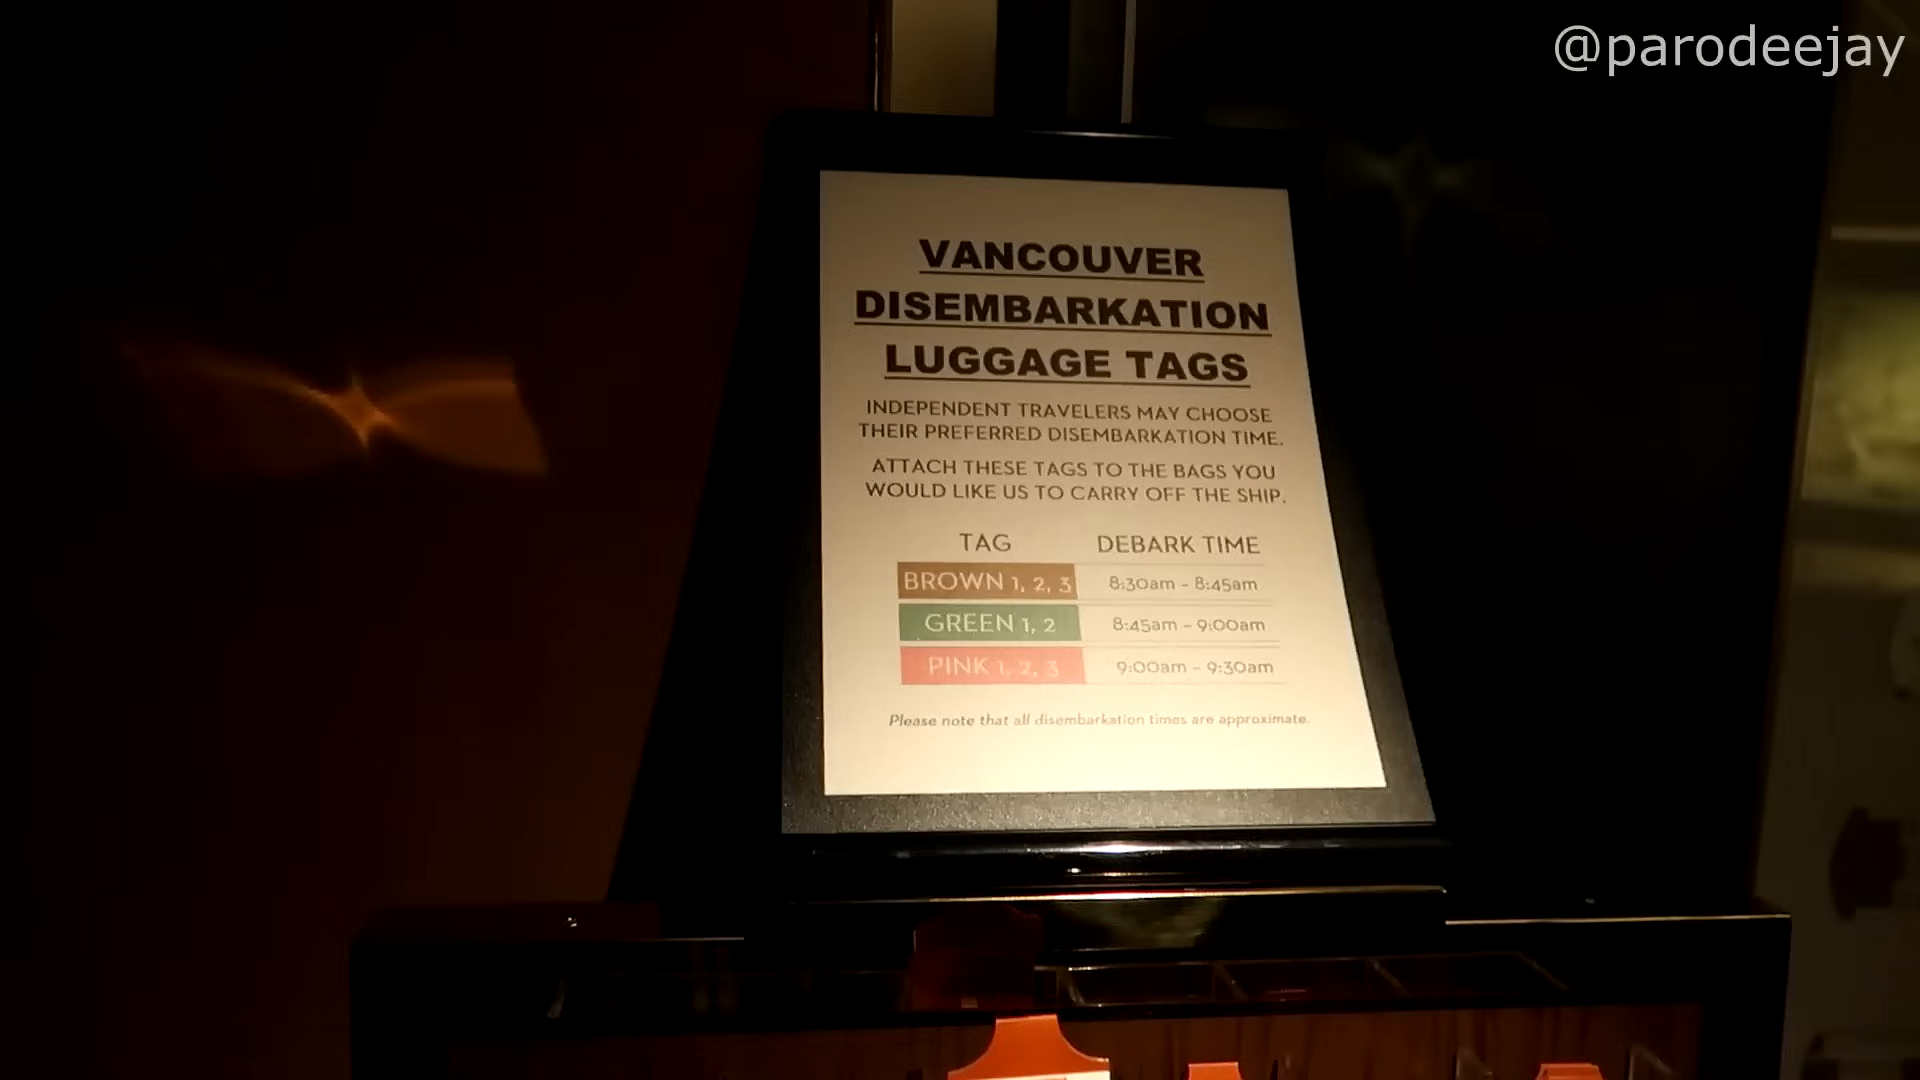 @parodeejay
VANCOUVER
DISEMBARKATION
LUGGAGE TAGS
INDEPENDENT TRAVELERS MAY CHOOSE
THEIR PREFERRED DISEMBARKATION TIME.
ATTACH THESE TAGS TO THE BAGS YOU
WOULD LIKE US TO CARRY OFF THE SHIP.
TAG DEBARK TIME
BROWN 1, 2, 3 8:30am - 8:45am
GREEN 1, 2 8:45am - 9:00am
PINK 1, 2, 3 9:00am - 9:30am
Please note that all disembarkation times are approximate.